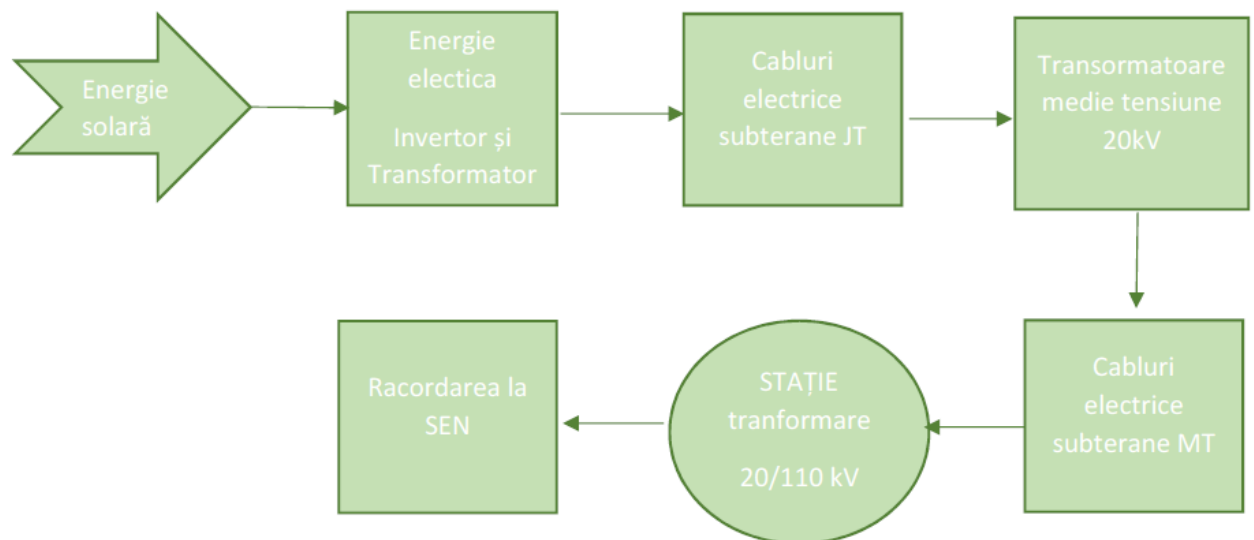 Energie
solară
Energie
electica
Invertor și
Transformator
Cabluri
electrice
subterane JT
Transormatoare
medie tensiune
20kV
Cabluri
electrice
subterane MT
STAȚIE
tranformare
20/110 kV
Racordarea la
SEN